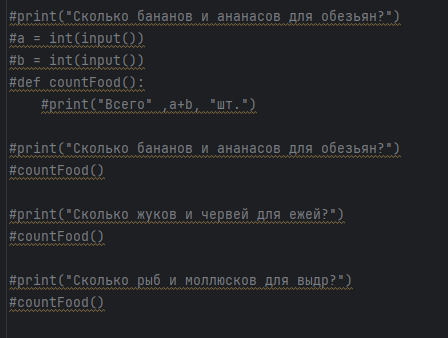 #print("Сколько бананов и ананасов для обезьян?")
#a = int(input())
#b = int(input())
#def countFood():
    #print("Всего" ,a+b, "шт.")
#print("Сколько бананов и ананасов для обезьян?")
#countFood()
#print("Сколько жуков и червей для ежей?")
#countFood()
#print("Сколько рыб и моллюсков для выдр?")
#countFood()